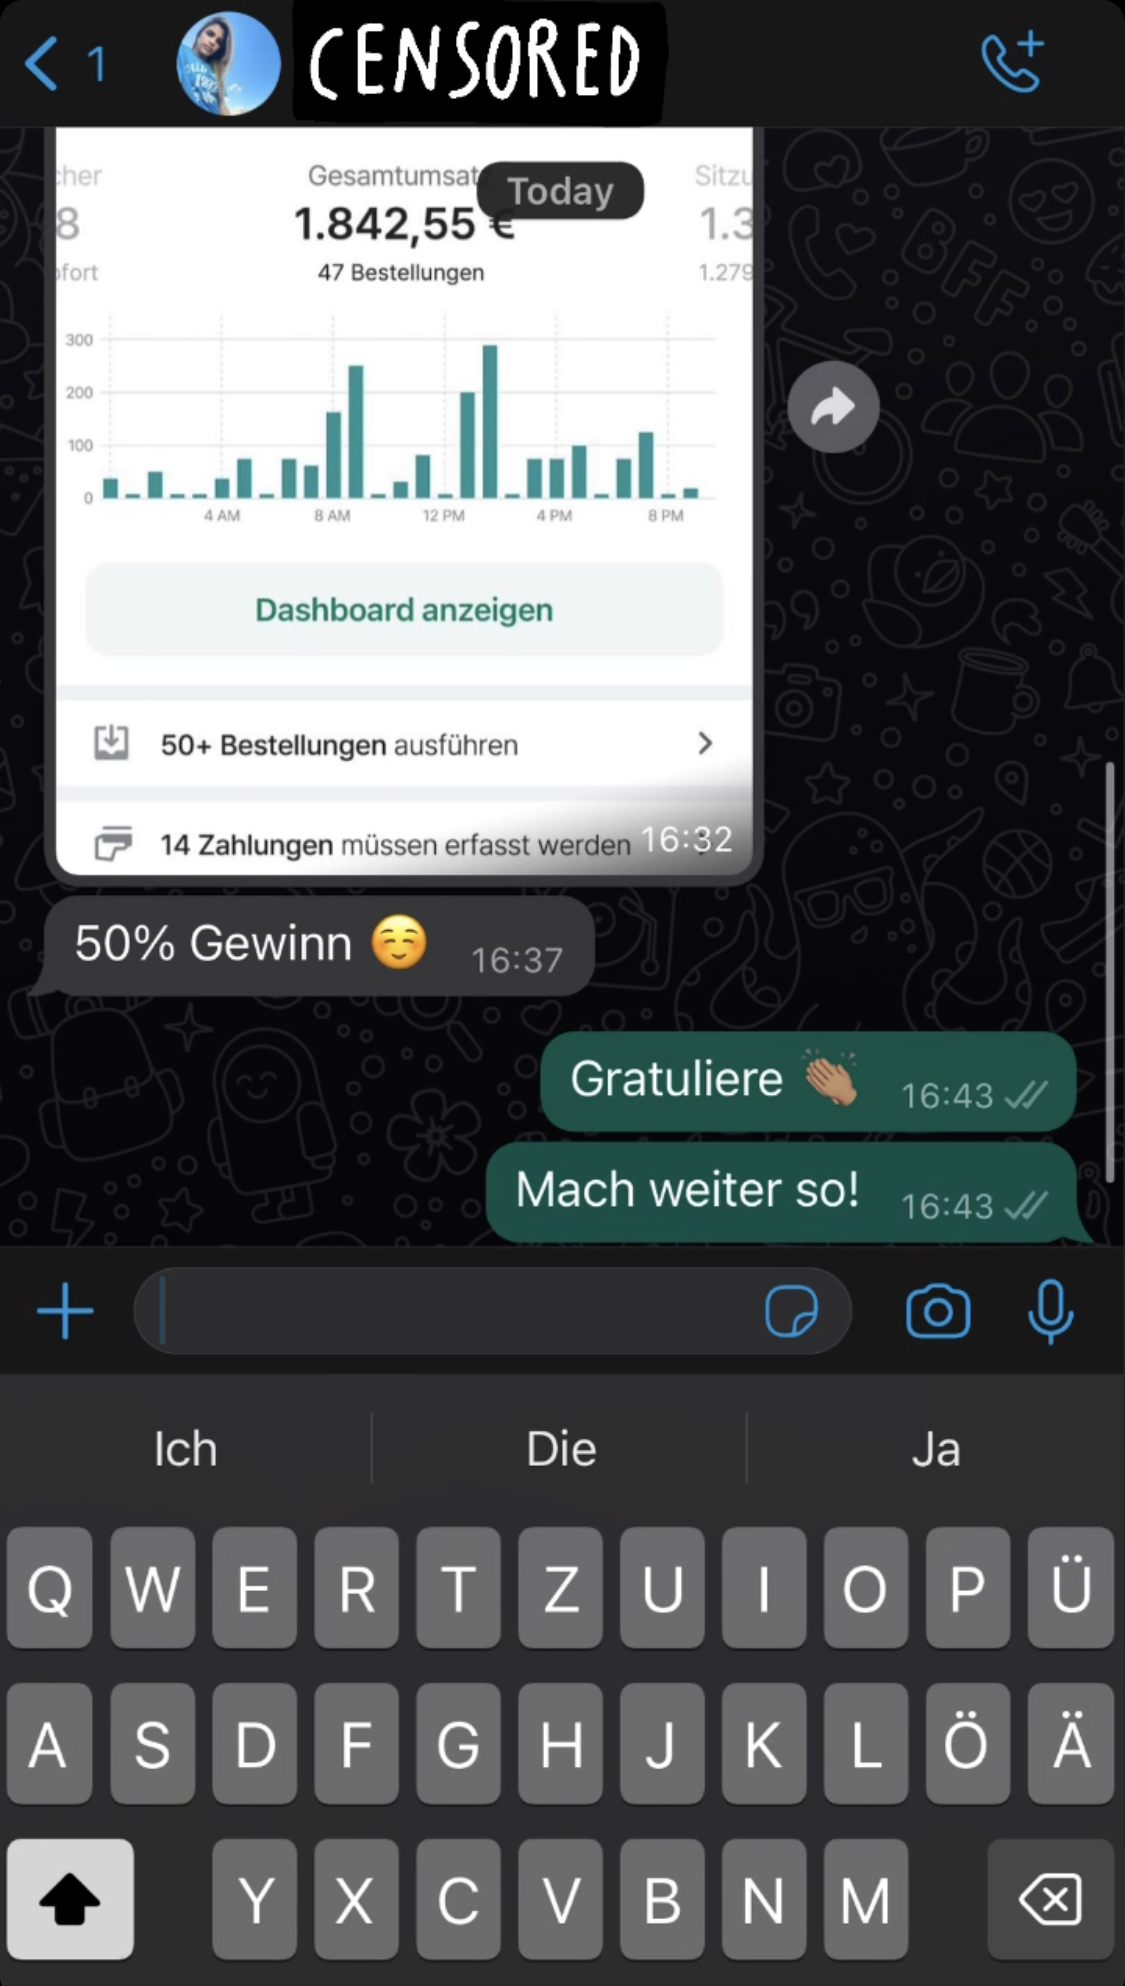 1
CENSORED
Today
cher
Gesamtumsatz
Sitzu
8
1.842,55 €
1.3
ofort
47 Bestellungen
1.279
300
200
100
0
4 AM 8 AM 12 PM 4 PM 8 PM
Dashboard anzeigen
50+ Bestellungen ausführen
14 Zahlungen müssen erfasst werden
16:32
50% Gewinn ☺️ 16:37
Gratuliere 👏🏽 16:43
Mach weiter so! 16:43
Ich Die Ja
Q W E R T Z U I O P Ü
A S D F G H J K L Ö Ä
Y X C V B N M
BFF